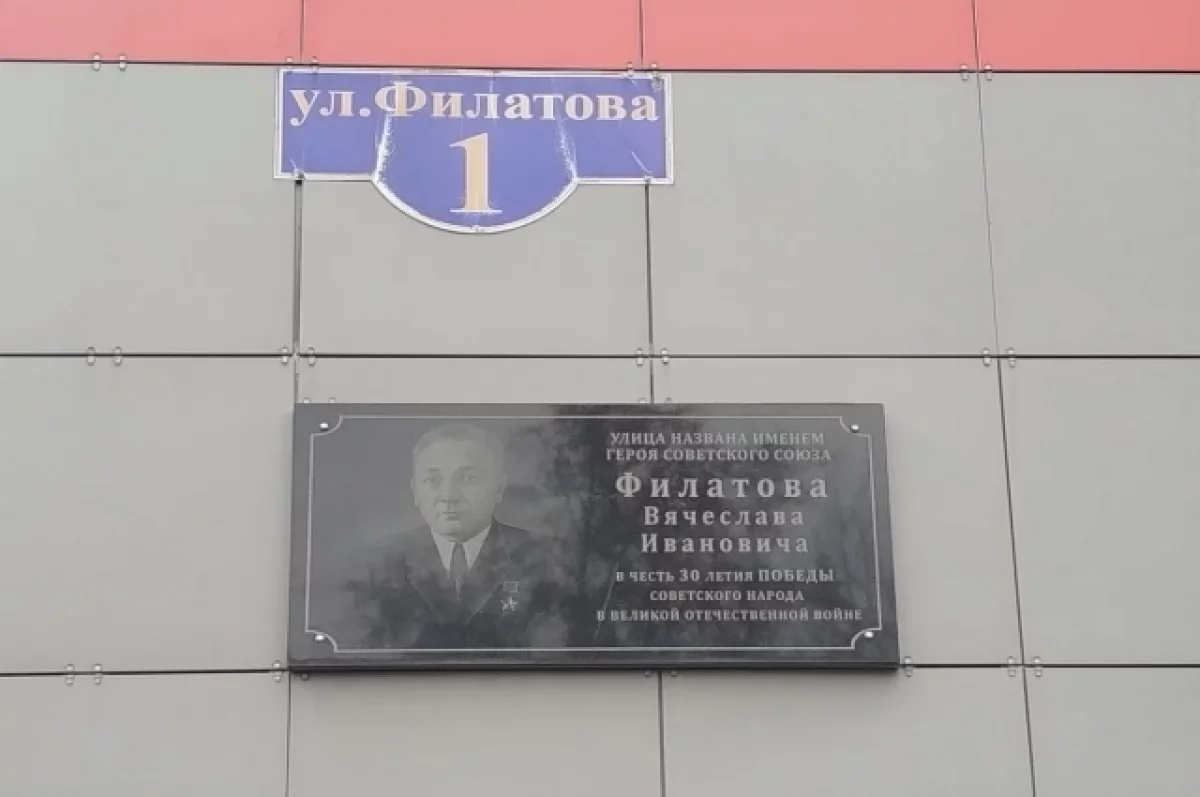 ул.Филатова
1
УЛИЦА НАЗВАНА ИМЕНЕМ
ГЕРОЯ СОВЕТСКОГО СОЮЗА
ФИЛАТОВА
ВЯЧЕСЛАВА
ИВАНОВИЧА
В ЧЕСТЬ 30 ЛЕТИЯ ПОБЕДЫ
СОВЕТСКОГО НАРОДА
В ВЕЛИКОЙ ОТЕЧЕСТВЕННОЙ ВОЙНЕ